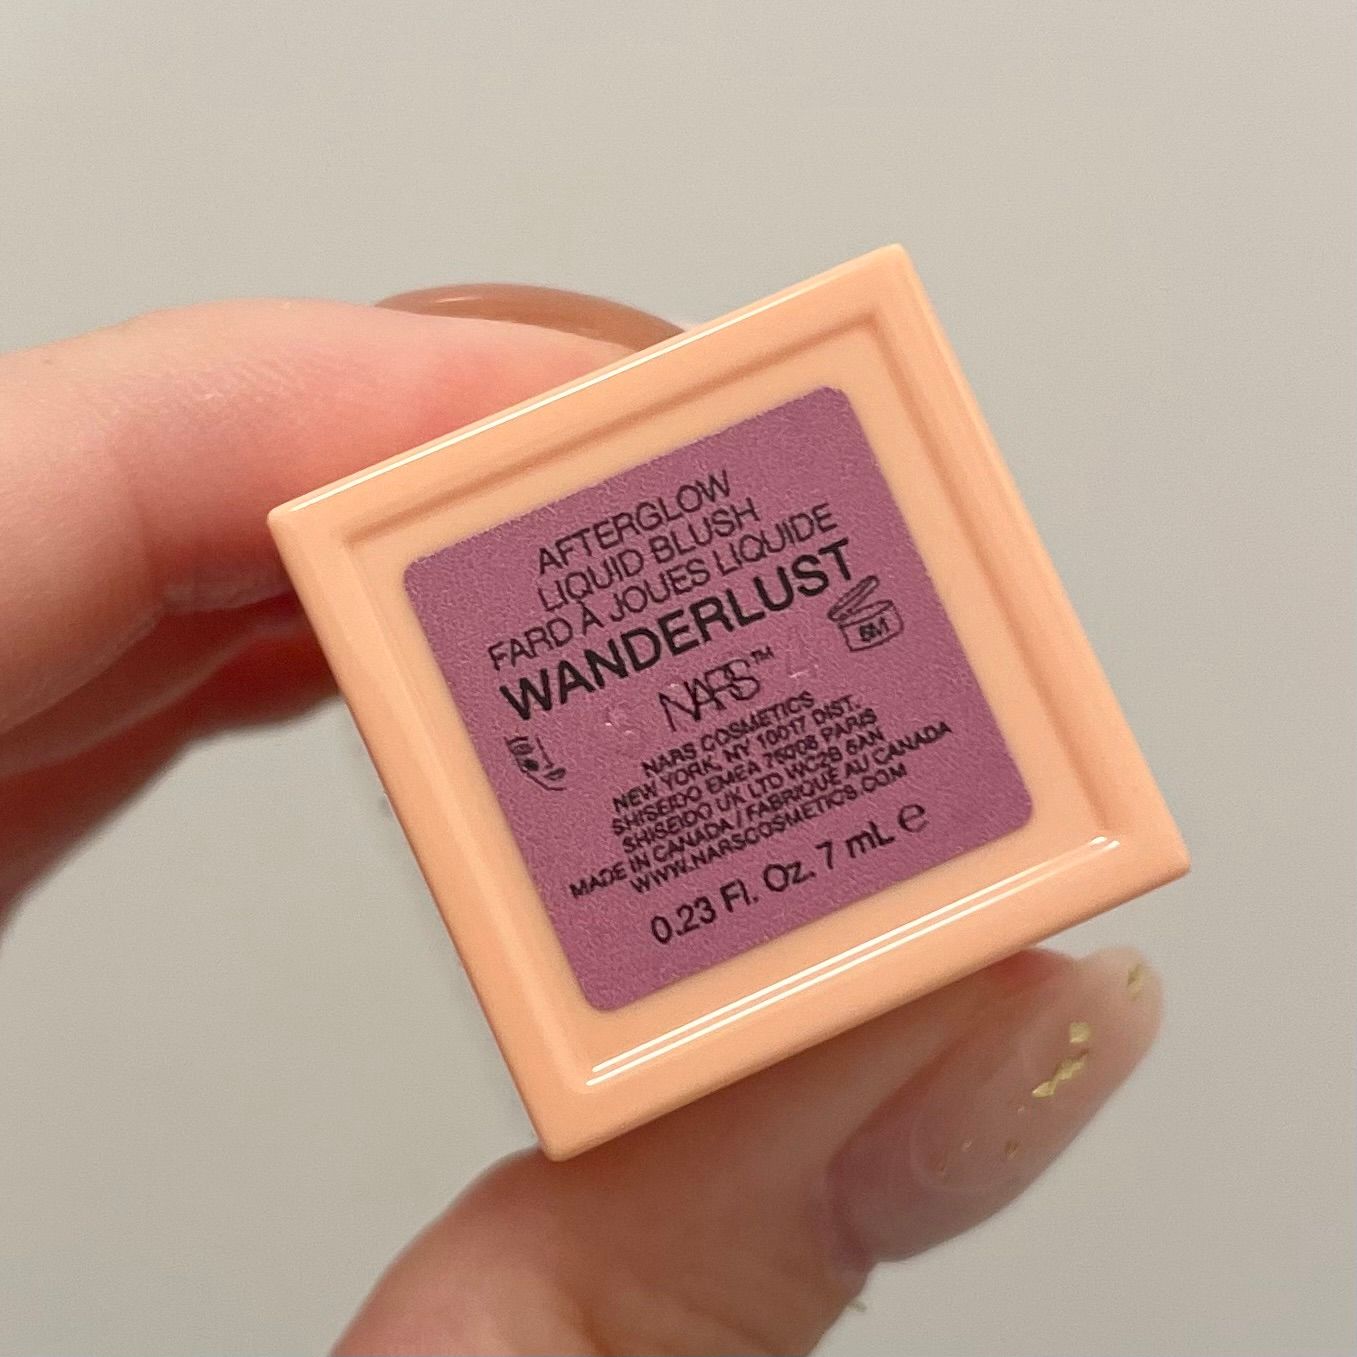 AFTERGLOW
LIQUID BLUSH
FARD À JOUES LIQUIDE
WANDERLUST
6M
NARS™
NARS COSMETICS
NEW YORK, NY 10017 DIST.
SHISEIDO EMEA 75008 PARIS
SHISEIDO UK LTD WC2B 6AN
MADE IN CANADA / FABRIQUÉ AU CANADA
WWW.NARSCOSMETICS.COM
0.23 Fl. Oz. 7 mL ℮